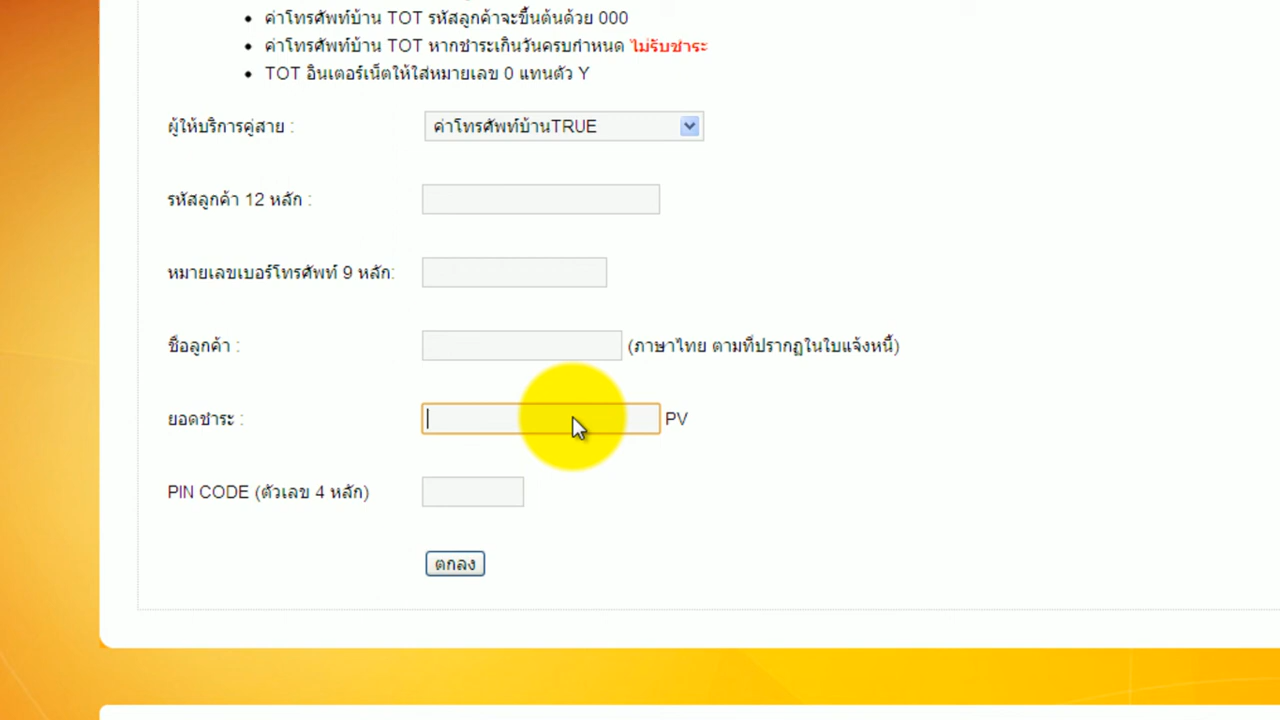 • ค่าโทรศัพท์บ้าน TOT รหัสลูกค้าจะขึ้นต้นด้วย 000
• ค่าโทรศัพท์บ้าน TOT หากชำระเกินวันครบกำหนด ไม่รับชำระ
• TOT อินเตอร์เน็ตให้ใส่หมายเลข 0 แทนตัว Y
ผู้ให้บริการคู่สาย : ค่าโทรศัพท์บ้านTRUE
รหัสลูกค้า 12 หลัก :
หมายเลขเบอร์โทรศัพท์ 9 หลัก:
ชื่อลูกค้า : (ภาษาไทย ตามที่ปรากฏในใบแจ้งหนี้)
ยอดชำระ : PV
PIN CODE (ตัวเลข 4 หลัก)
ตกลง